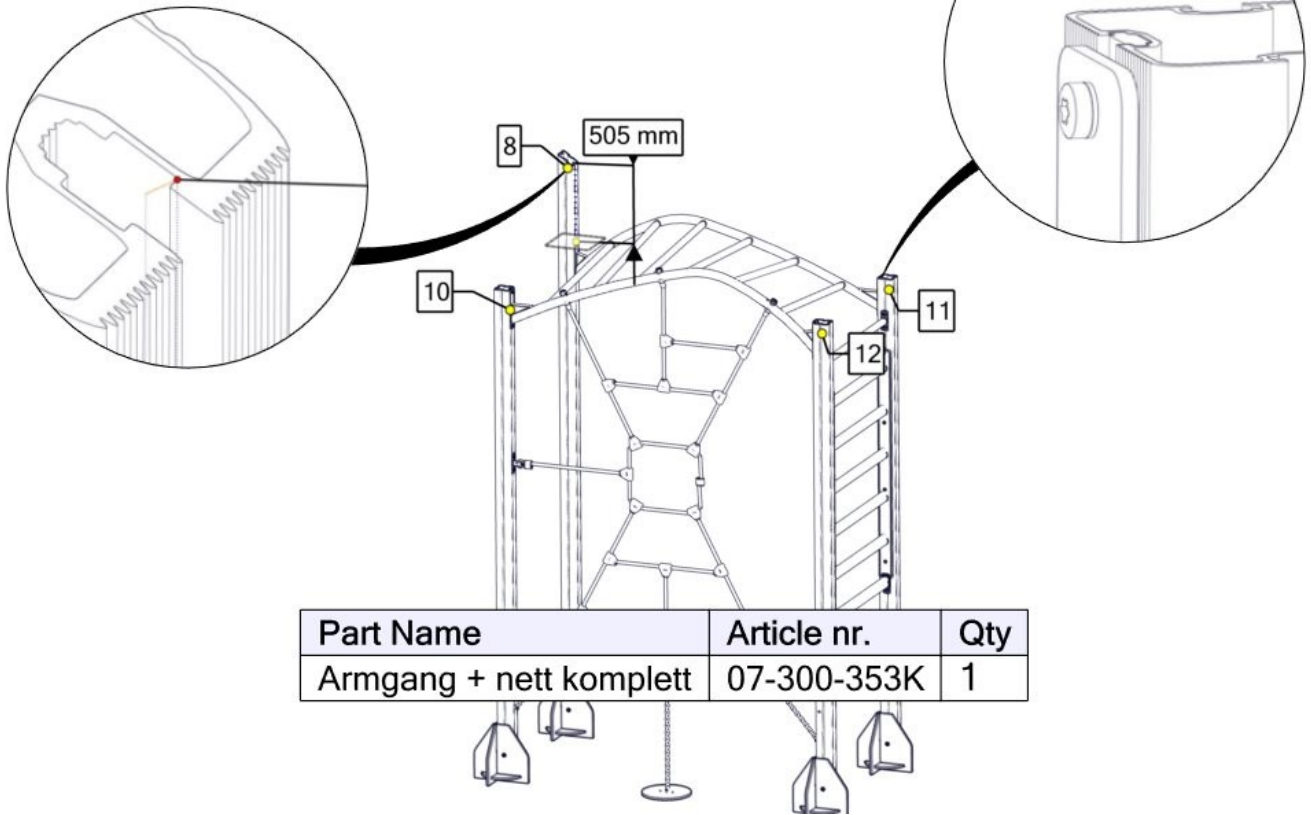 8
505 mm
10
11
12
Part Name Article nr. Qty
Armgang + nett komplett 07-300-353K 1